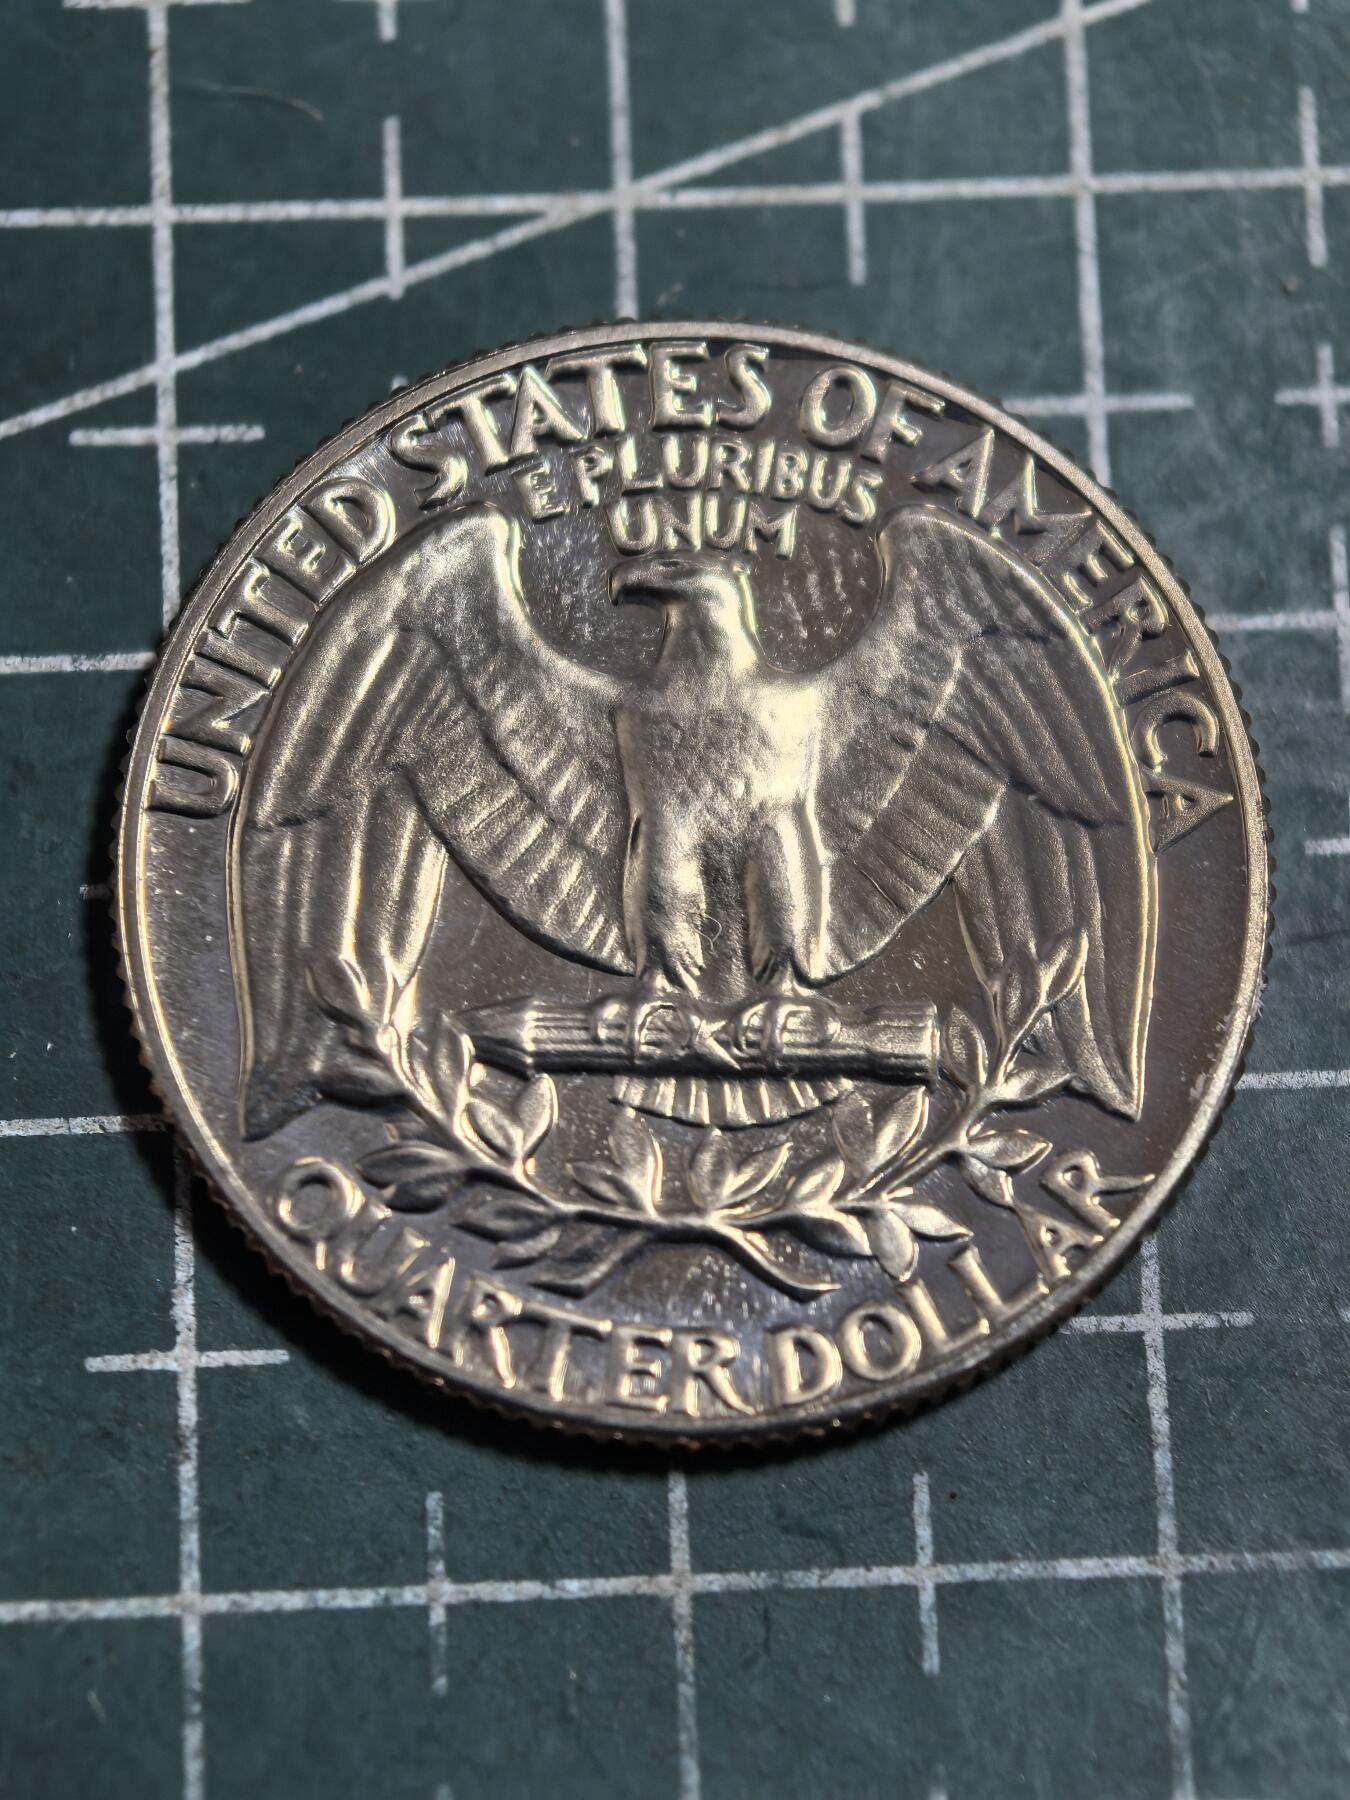 UNITED STATES OF AMERICA
E PLURIBUS
UNUM
QUARTER DOLLAR